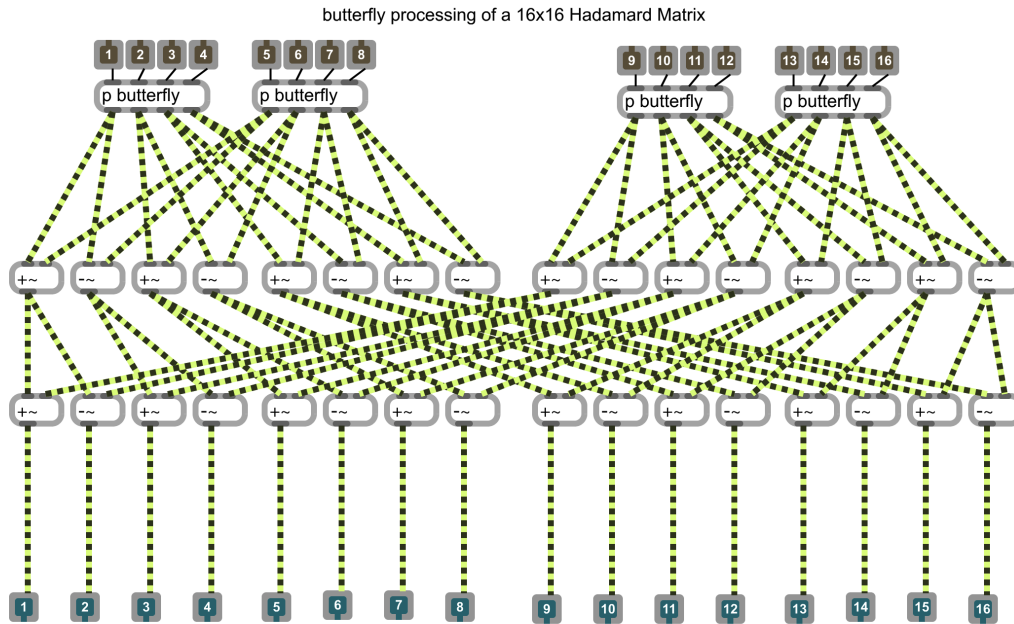 butterfly processing of a 16x16 Hadamard Matrix
1 2 3 4 5 6 7 8 9 10 11 12 13 14 15 16
p butterfly p butterfly p butterfly p butterfly
+~ -~ +~ -~ +~ -~ +~ -~ +~ -~ +~ -~ +~ -~ +~ -~
+~ -~ +~ -~ +~ -~ +~ -~ +~ -~ +~ -~ +~ -~ +~ -~
1 2 3 4 5 6 7 8 9 10 11 12 13 14 15 16